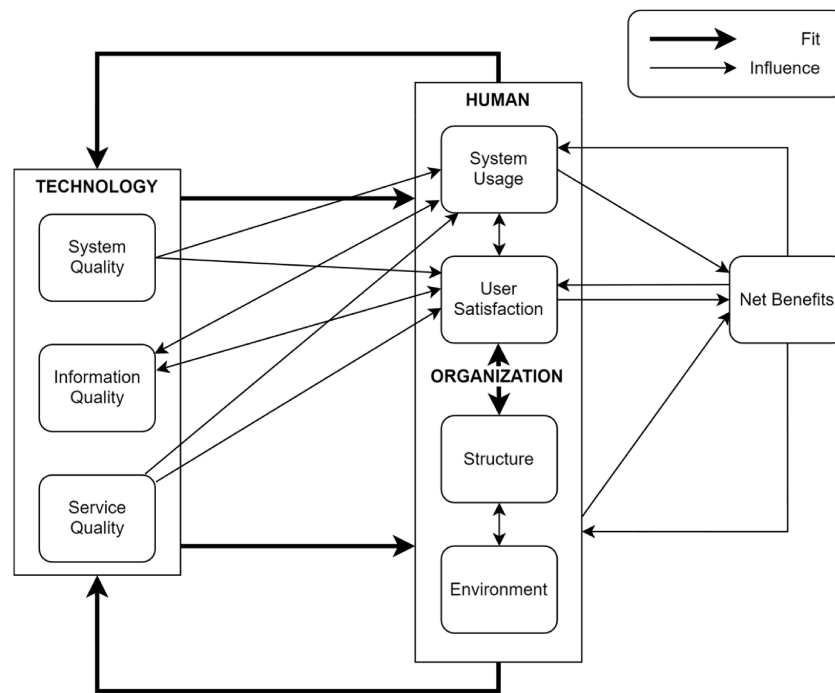 Fit
Influence
HUMAN
System
Usage
TECHNOLOGY
System
Quality
User
Satisfaction
Net Benefits
Information
Quality
ORGANIZATION
Structure
Service
Quality
Environment